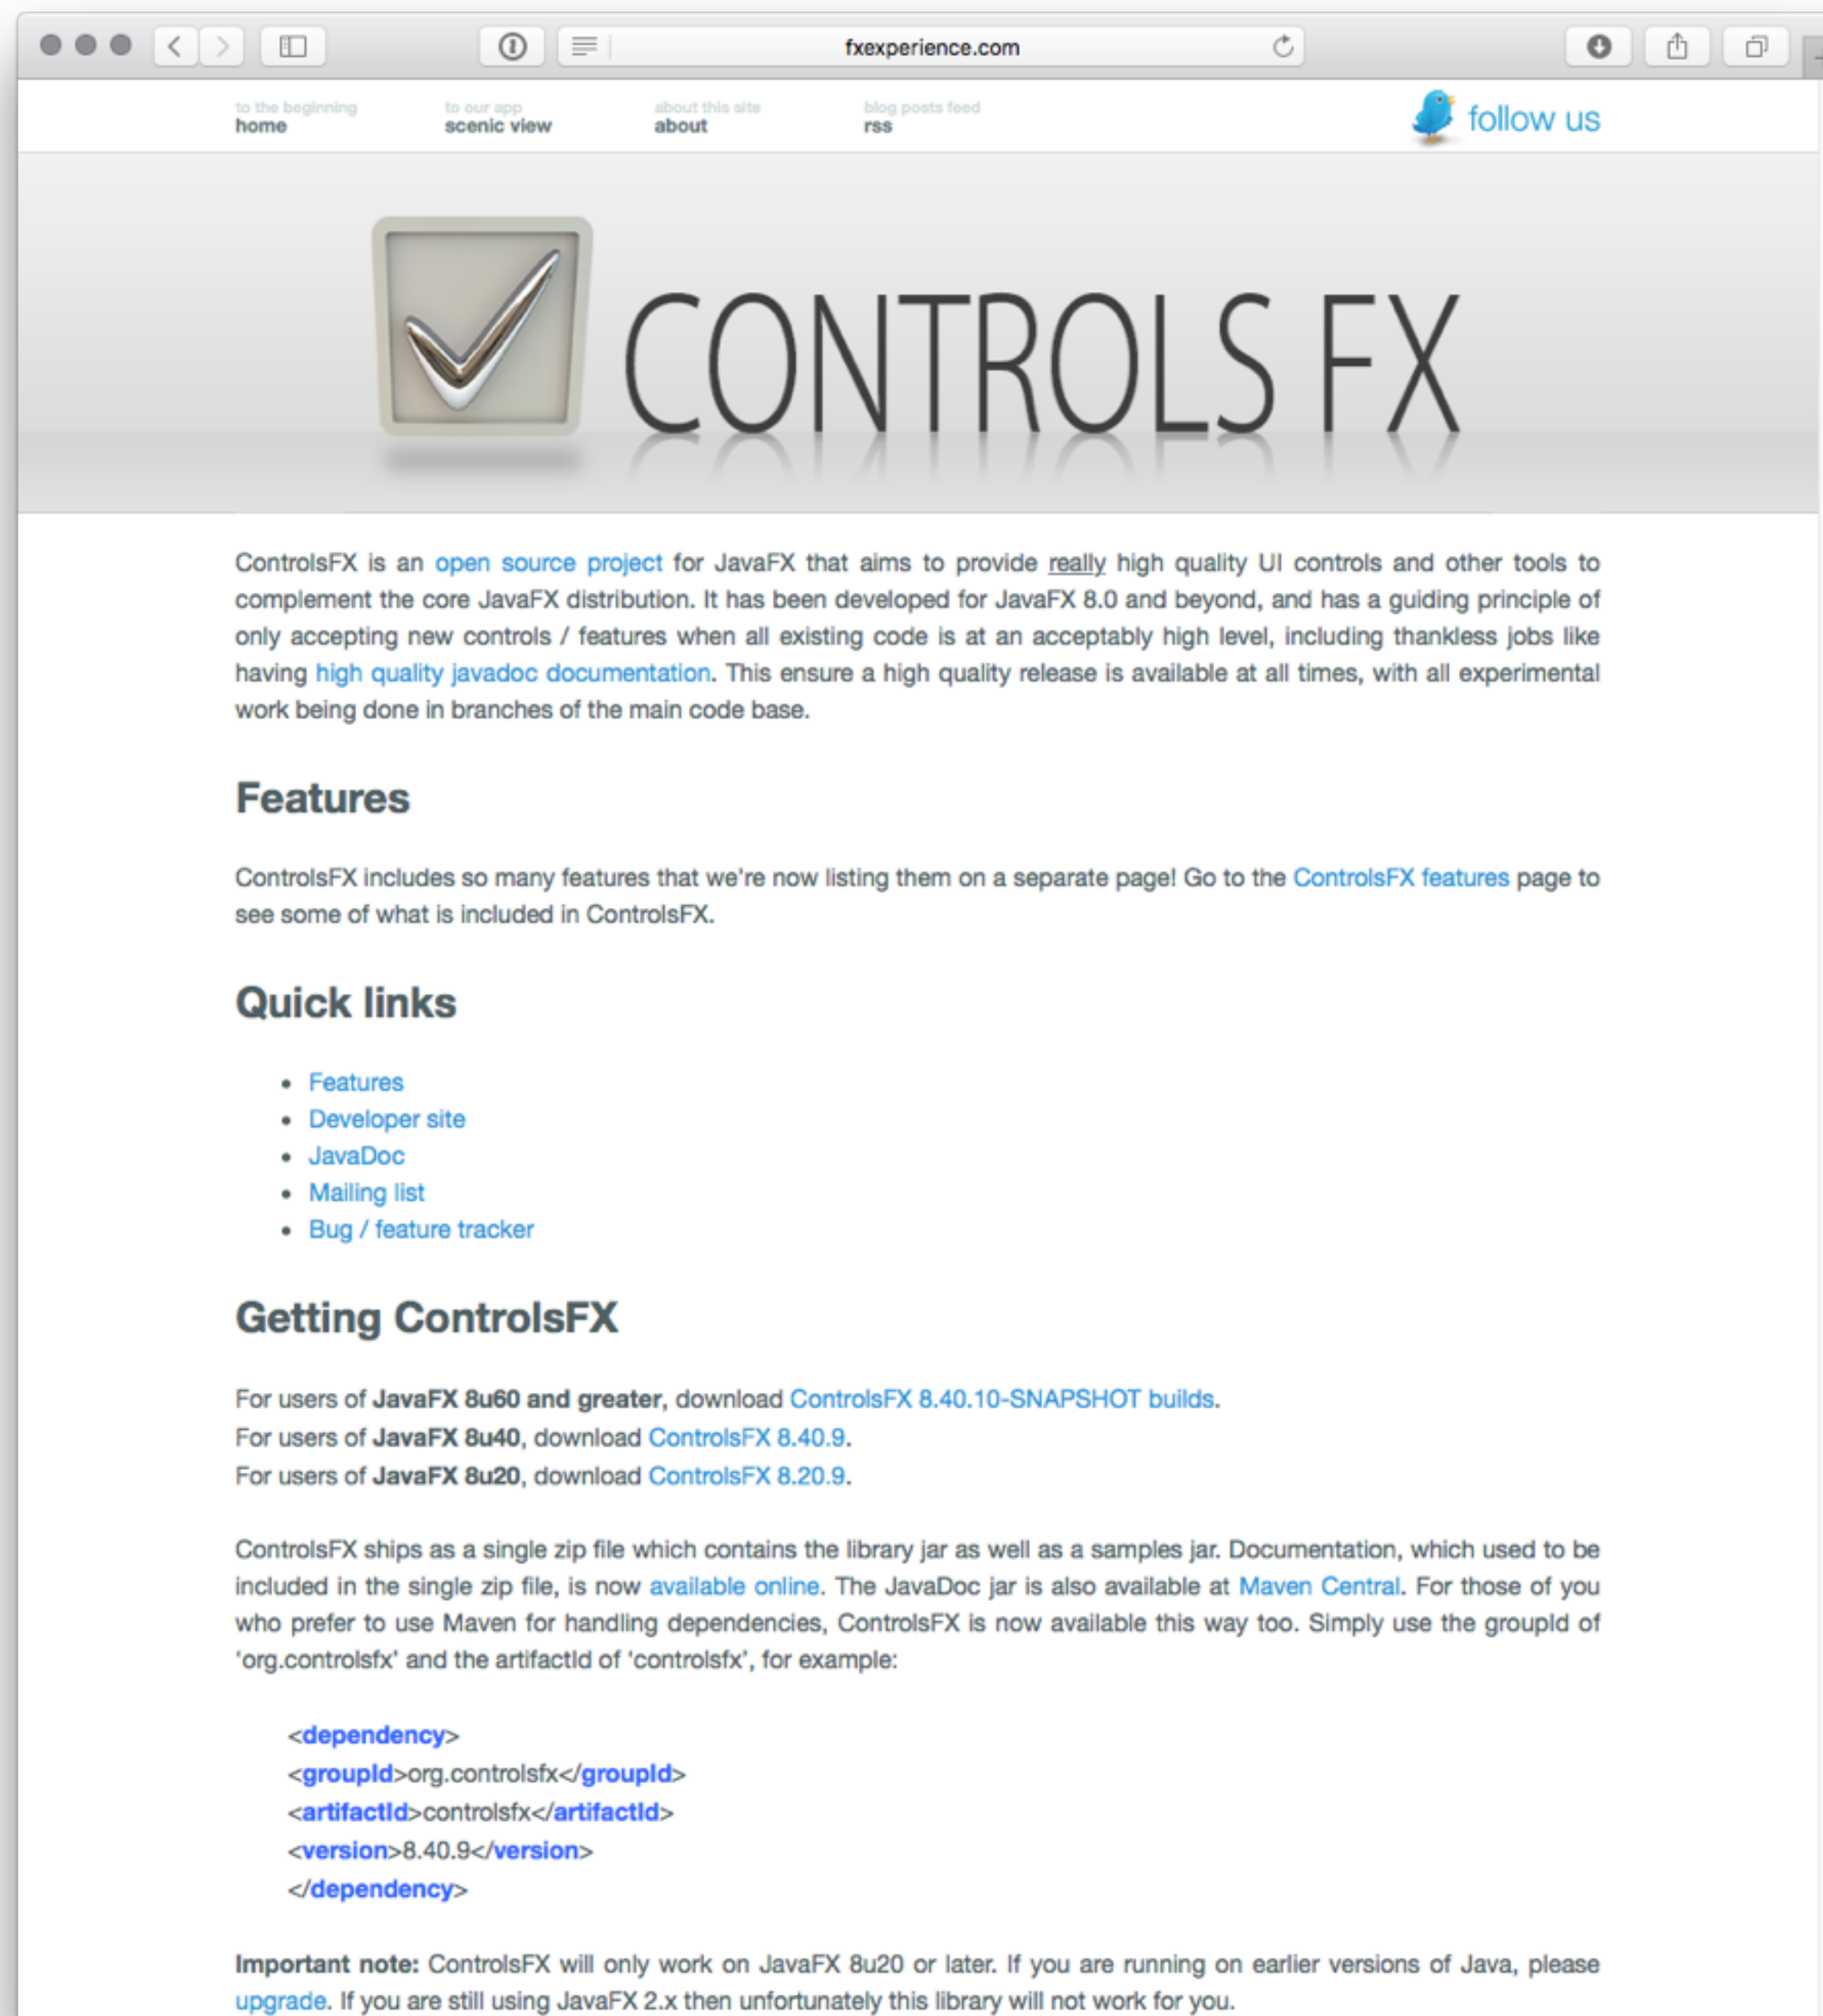 fxexperience.com
to the beginning
home
to our app
scenic view
about this site
about
blog posts feed
rss
follow us
CONTROLS FX
ControlsFX is an open source project for JavaFX that aims to provide really high quality UI controls and other tools to
complement the core JavaFX distribution. It has been developed for JavaFX 8.0 and beyond, and has a guiding principle of
only accepting new controls / features when all existing code is at an acceptably high level, including thankless jobs like
having high quality javadoc documentation. This ensure a high quality release is available at all times, with all experimental
work being done in branches of the main code base.
Features
ControlsFX includes so many features that we're now listing them on a separate page! Go to the ControlsFX features page to
see some of what is included in ControlsFX.
Quick links
• Features
• Developer site
• JavaDoc
• Mailing list
• Bug / feature tracker
Getting ControlsFX
For users of JavaFX 8u60 and greater, download ControlsFX 8.40.10-SNAPSHOT builds.
For users of JavaFX 8u40, download ControlsFX 8.40.9.
For users of JavaFX 8u20, download ControlsFX 8.20.9.
ControlsFX ships as a single zip file which contains the library jar as well as a samples jar. Documentation, which used to be
included in the single zip file, is now available online. The JavaDoc jar is also available at Maven Central. For those of you
who prefer to use Maven for handling dependencies, ControlsFX is now available this way too. Simply use the groupId of
'org.controlsfx' and the artifactId of 'controlsfx', for example:
<dependency>
<groupId>org.controlsfx</groupId>
<artifactId>controlsfx</artifactId>
<version>8.40.9</version>
</dependency>
Important note: ControlsFX will only work on JavaFX 8u20 or later. If you are running on earlier versions of Java, please
upgrade. If you are still using JavaFX 2.x then unfortunately this library will not work for you.